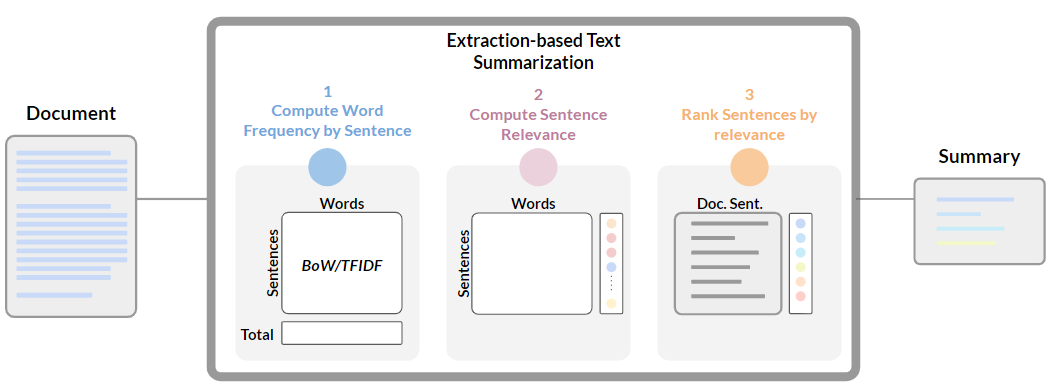 Extraction-based Text
Summarization
Document
1
Compute Word
Frequency by Sentence
Words
Sentences
BoW/TFIDF
Total
2
Compute Sentence
Relevance
Words
Sentences
3
Rank Sentences by
relevance
Doc. Sent.
Summary